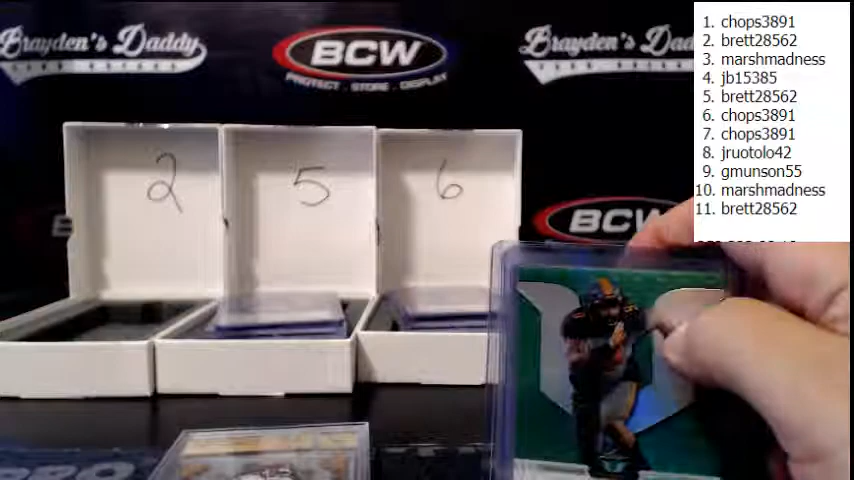 Brayden's Daddy
BCW
PROTECT · STORE · DISPLAY
Brayden's Da
2
5
6
BCW
1. chops3891
2. brett28562
3. marshmadness
4. jb15385
5. brett28562
6. chops3891
7. chops3891
8. jruotolo42
9. gmunson55
10. marshmadness
11. brett28562